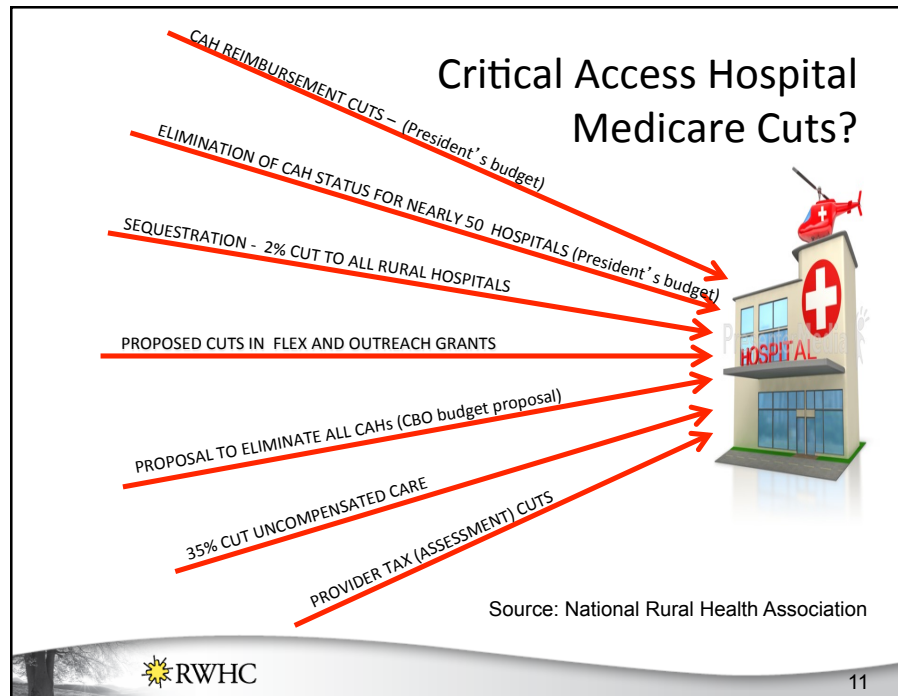 Critical Access Hospital
Medicare Cuts?
CAH REIMBURSEMENT CUTS – (President's budget)
ELIMINATION OF CAH STATUS FOR NEARLY 50 HOSPITALS (President's budget)
SEQUESTRATION - 2% CUT TO ALL RURAL HOSPITALS
PROPOSED CUTS IN FLEX AND OUTREACH GRANTS
PROPOSAL TO ELIMINATE ALL CAHs (CBO budget proposal)
35% CUT UNCOMPENSATED CARE
PROVIDER TAX (ASSESSMENT) CUTS
HOSPITAL
Source: National Rural Health Association
RWHC
11